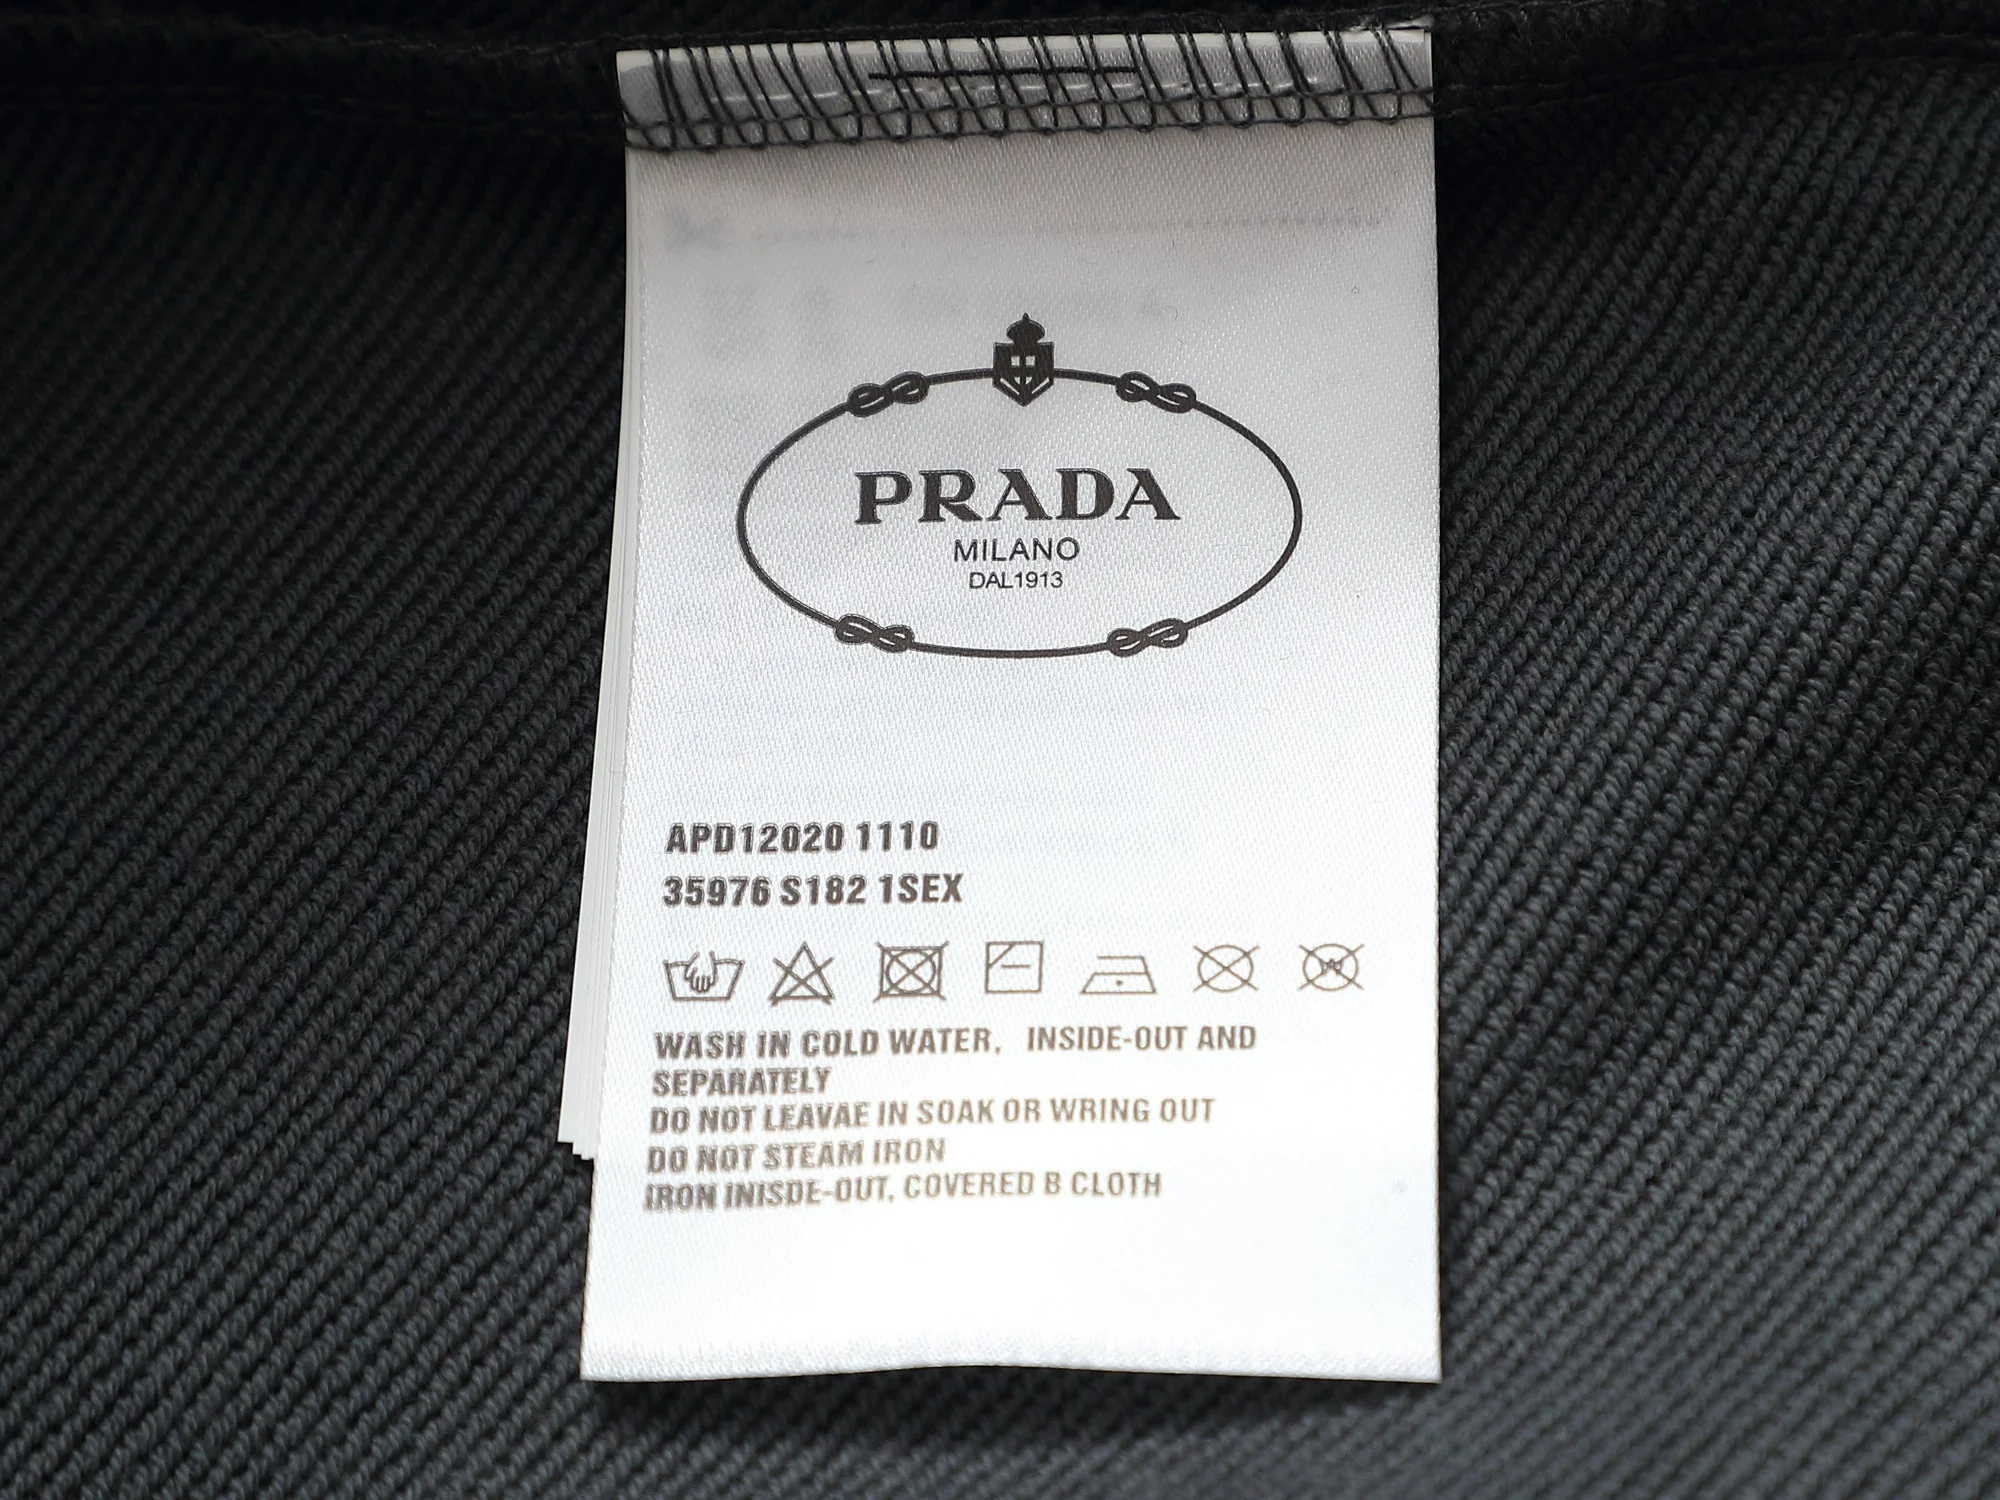 PRADA
MILANO
DAL1913
APD12020 1110
35976 S182 1SEX
WASH IN COLD WATER, INSIDE-OUT AND
SEPARATELY
DO NOT LEAVAE IN SOAK OR WRING OUT
DO NOT STEAM IRON
IRON INISDE-OUT, COVERED B CLOTH